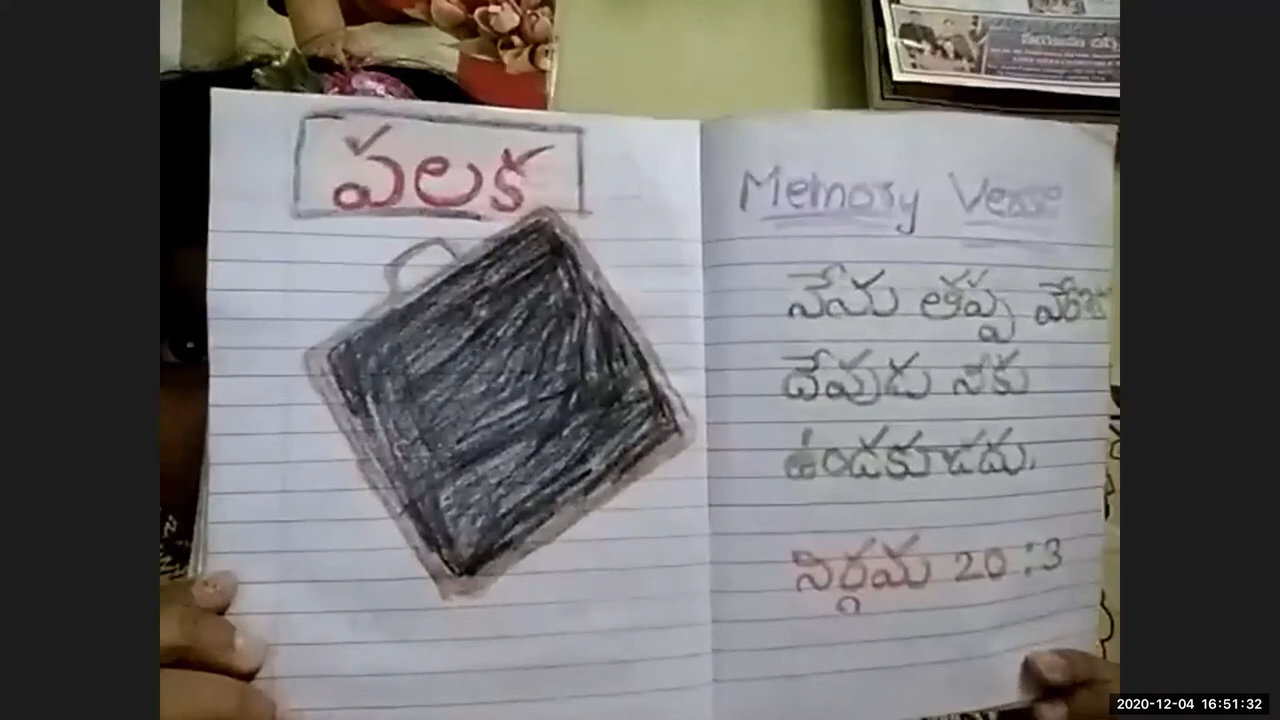 పలక
Memory Verse
నేను తప్ప వేరొక
దేవుడు నీకు
ఉండకూడదు.
నిర్గమ 20:3
2020-12-04 16:51:32